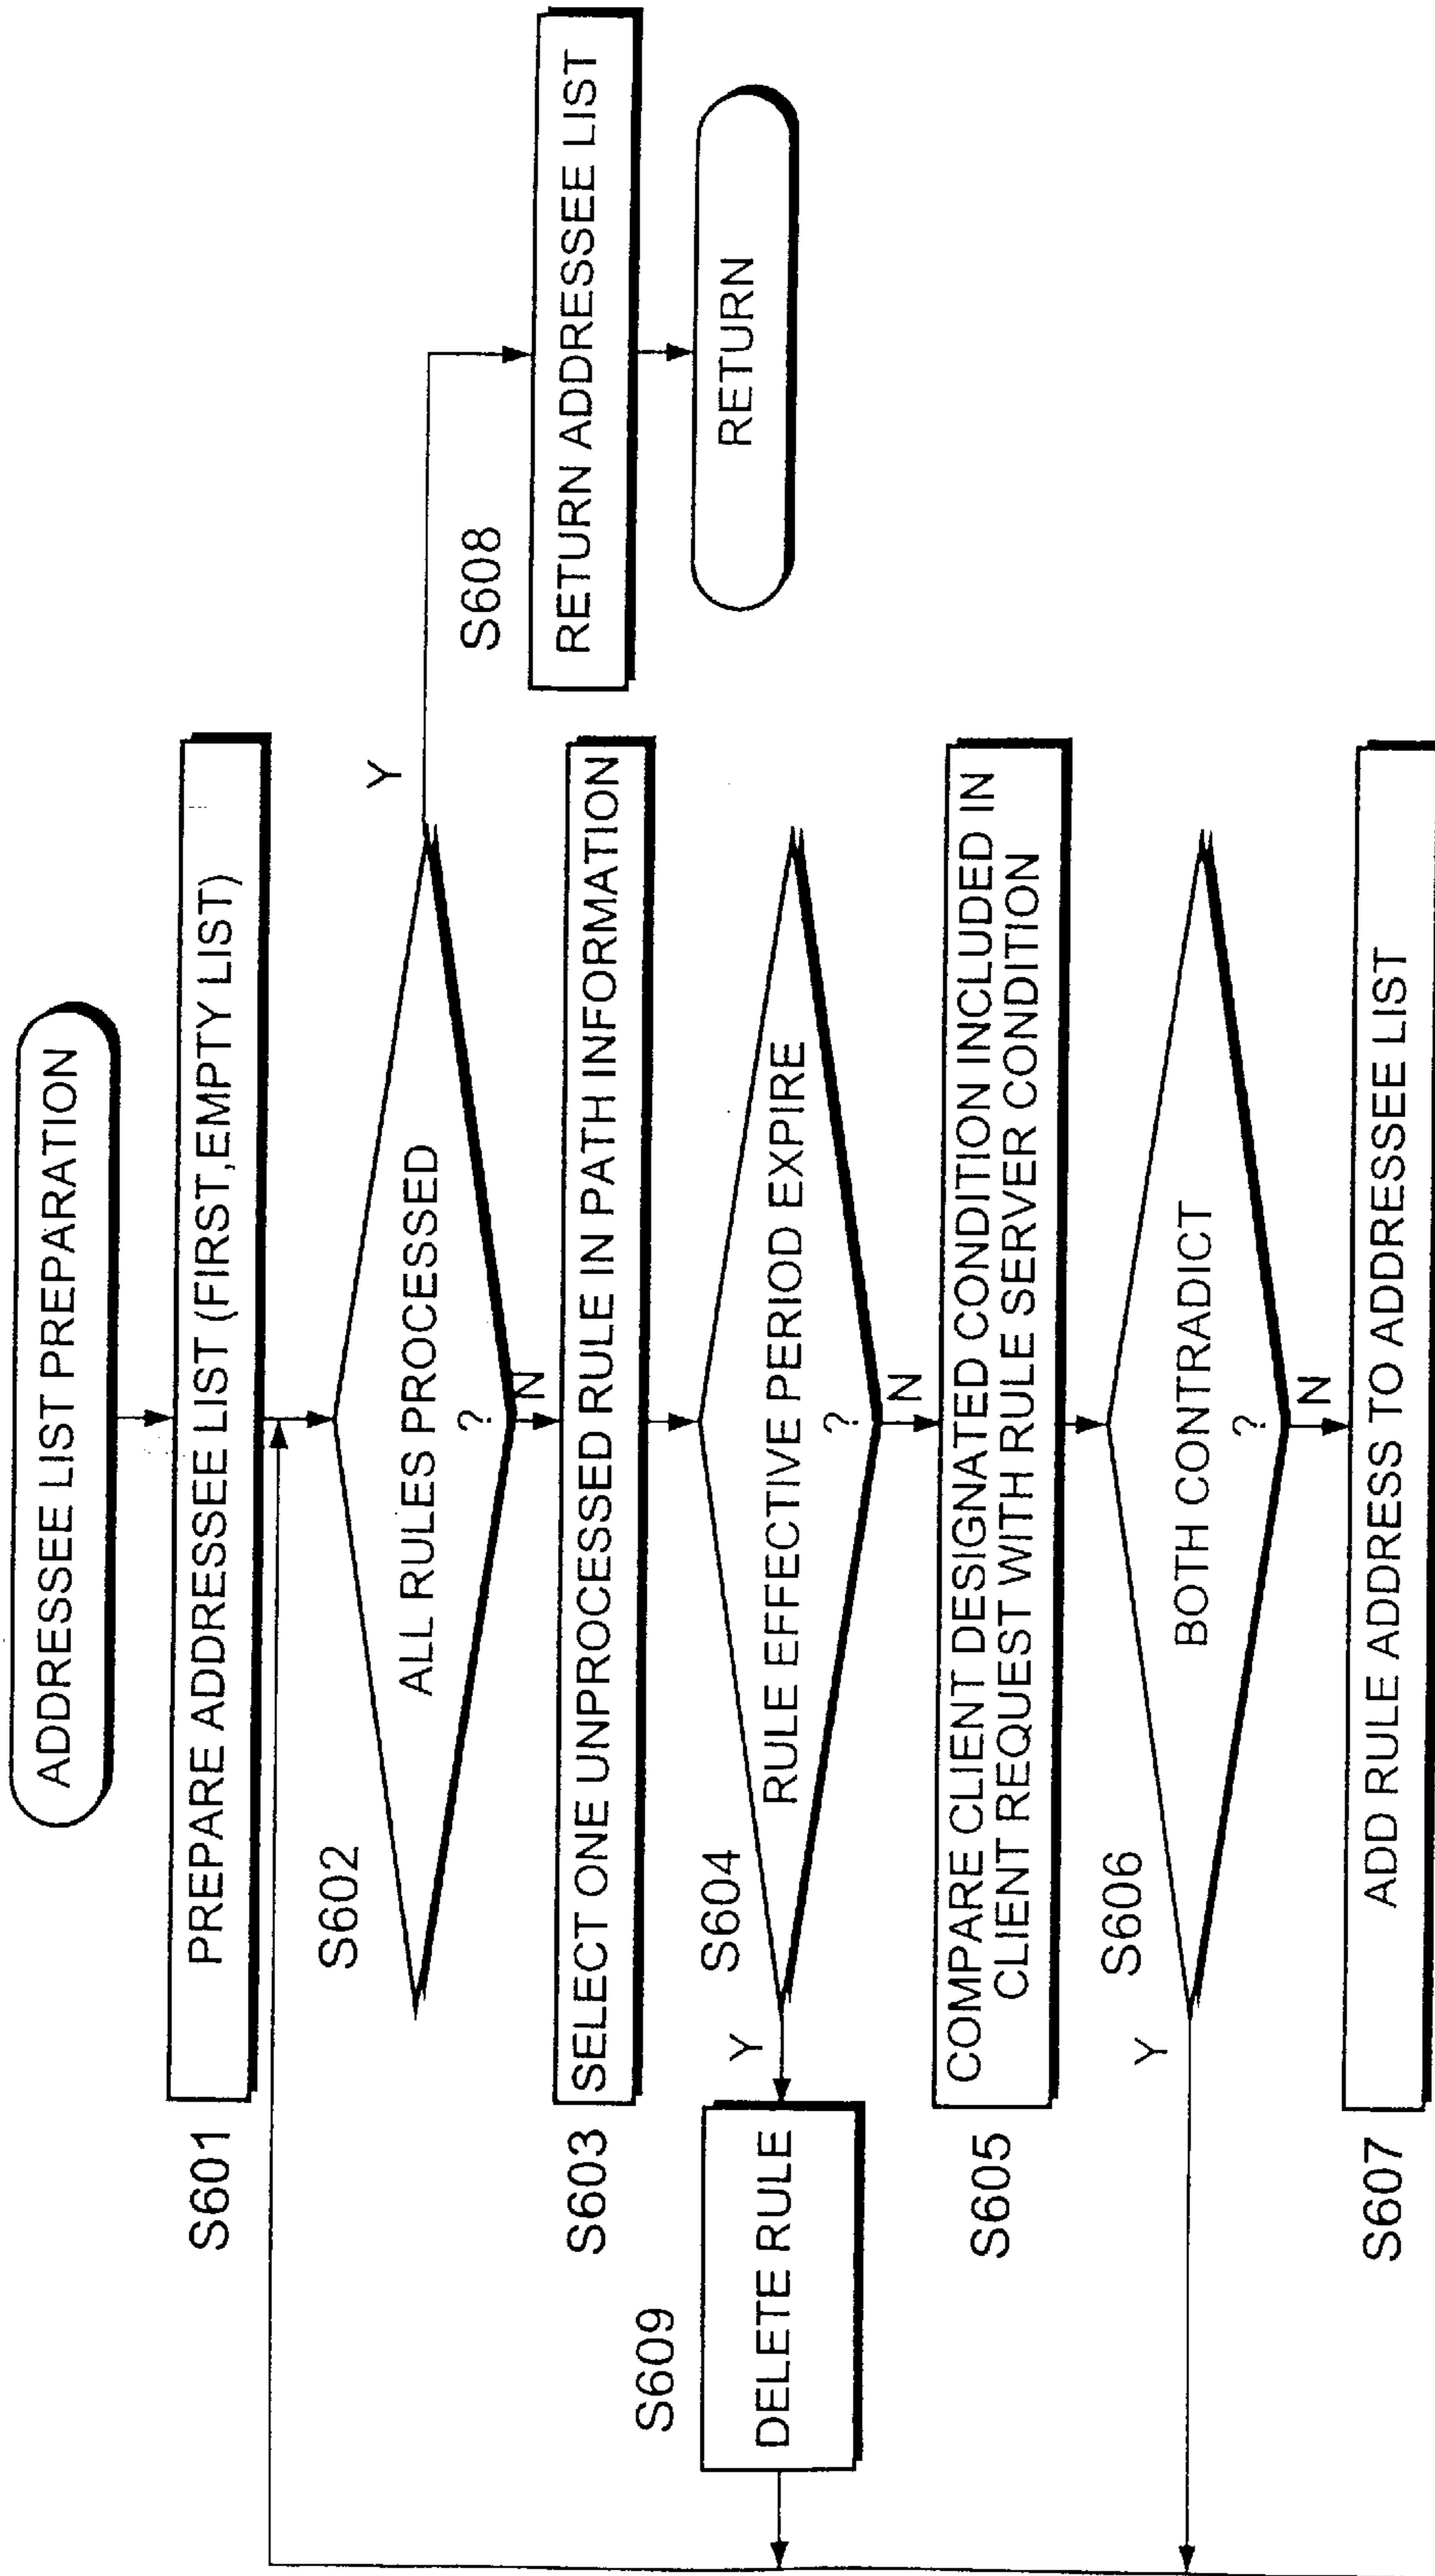 ADDRESSEE LIST PREPARATION
S601
PREPARE ADDRESSEE LIST (FIRST,EMPTY LIST)
S602
ALL RULES PROCESSED
?
Y
N
S608
RETURN ADDRESSEE LIST
RETURN
S603
SELECT ONE UNPROCESSED RULE IN PATH INFORMATION
S604
RULE EFFECTIVE PERIOD EXPIRE
?
Y
N
S609
DELETE RULE
S605
COMPARE CLIENT DESIGNATED CONDITION INCLUDED IN
CLIENT REQUEST WITH RULE SERVER CONDITION
S606
BOTH CONTRADICT
?
Y
N
S607
ADD RULE ADDRESS TO ADDRESSEE LIST